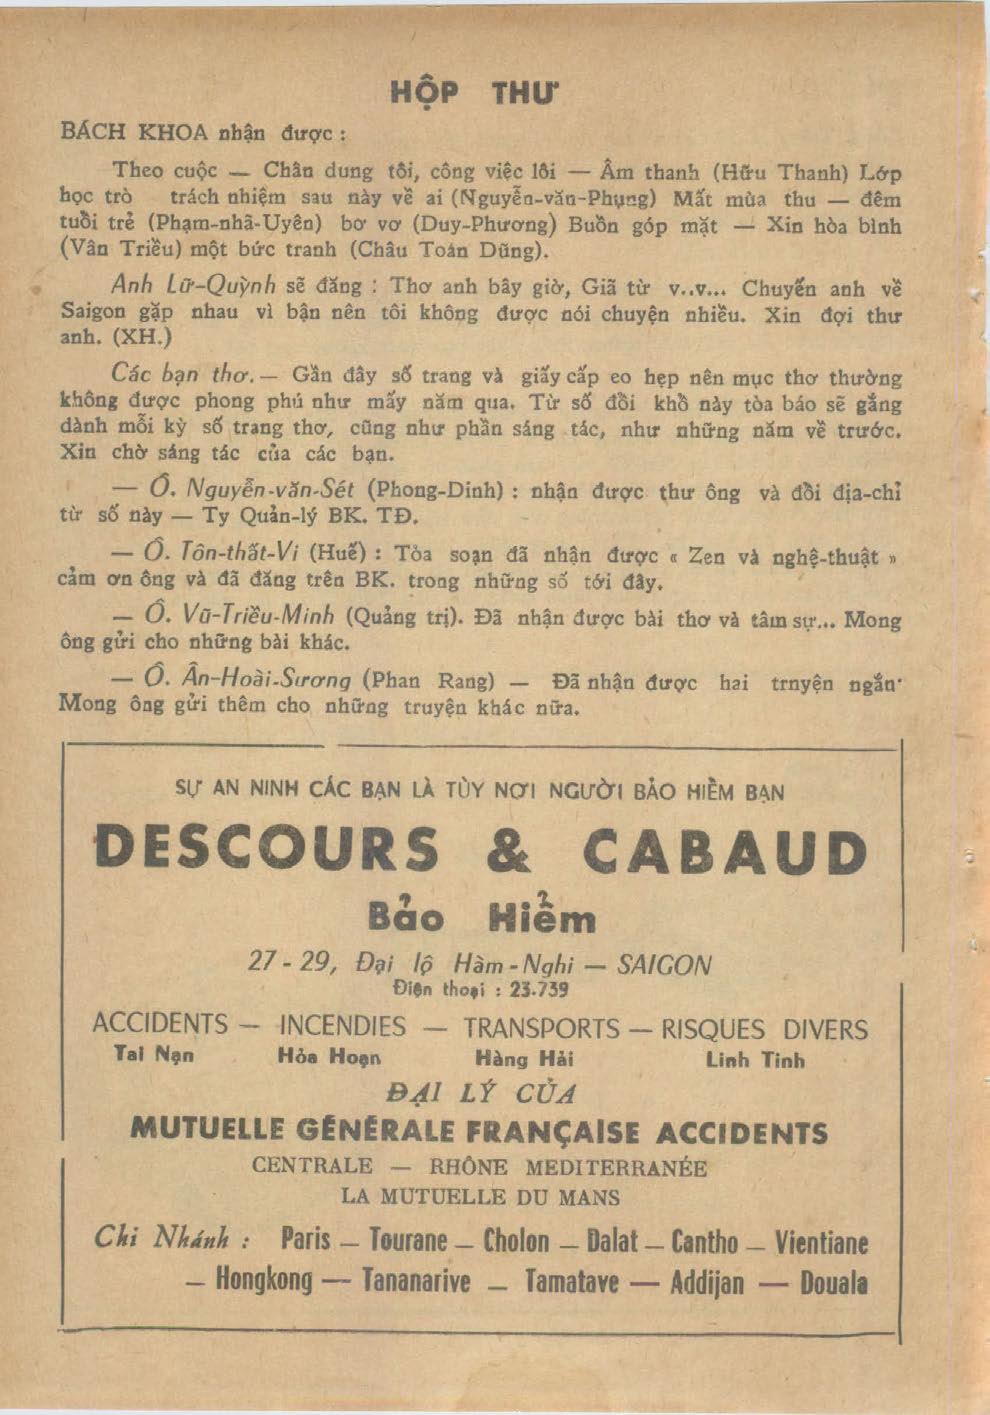 HỘP THƯ
BÁCH KHOA nhận được :
Theo cuộc — Chân dung tôi, công việc lôi — Âm thanh (Hữu Thanh) Lớp
học trò trách nhiệm sau này về ai (Nguyễn-văn-Phụng) Mất mùa thu — đêm
tuổi trẻ (Phạm-nhã-Uyên) bơ vơ (Duy-Phương) Buồn góp mặt — Xin hòa bình
(Vân Triều) một bức tranh (Châu Toàn Dũng).
Anh Lữ-Quỳnh sẽ đăng : Thơ anh bây giờ, Giã từ v..v... Chuyến anh về
Saigon gặp nhau vì bận nên tôi không được nói chuyện nhiều. Xin đợi thư
anh. (XH.)
Các bạn thơ. — Gần đây số trang và giấy cấp eo hẹp nên mục thơ thường
không được phong phú như mấy năm qua. Từ số đổi khổ này tòa báo sẽ gắng
dành mỗi kỳ số trang thơ, cũng như phần sáng tác, như những năm về trước.
Xin chờ sáng tác của các bạn.
— Ô. Nguyễn-văn-Sét (Phong-Dinh) : nhận được thư ông và đổi địa-chỉ
từ số này — Ty Quản-lý BK. TĐ.
— Ô. Tôn-thất-Vi (Huế) : Tòa soạn đã nhận được « Zen và nghệ-thuật »
cảm ơn ông và đã đăng trên BK. trong những số tới đây.
— Ô. Vũ-Triều-Minh (Quảng trị). Đã nhận được bài thơ và tâm sự... Mong
ông gửi cho những bài khác.
— Ô. Ân-Hoài-Sương (Phan Rang) — Đã nhận được hai trnyện ngắn·
Mong ông gửi thêm cho những truyện khác nữa.
SỰ AN NINH CÁC BẠN LÀ TÙY NƠI NGƯỜI BẢO HIỂM BẠN
DESCOURS & CABAUD
Bảo Hiểm
27 - 29, Đại lộ Hàm-Nghi — SAIGON
Điện thoại : 23.739
ACCIDENTS — INCENDIES — TRANSPORTS — RISQUES DIVERS
Tai Nạn Hỏa Hoạn Hàng Hải Linh Tinh
ĐẠI LÝ CỦA
MUTUELLE GÉNÉRALE FRANÇAISE ACCIDENTS
CENTRALE — RHÔNE MEDITERRANÉE
LA MUTUELLE DU MANS
Chi Nhánh : Paris — Tourane — Cholon — Dalat — Cantho — Vientiane
— Hongkong — Tananarive — Tamatave — Addijan — Douala